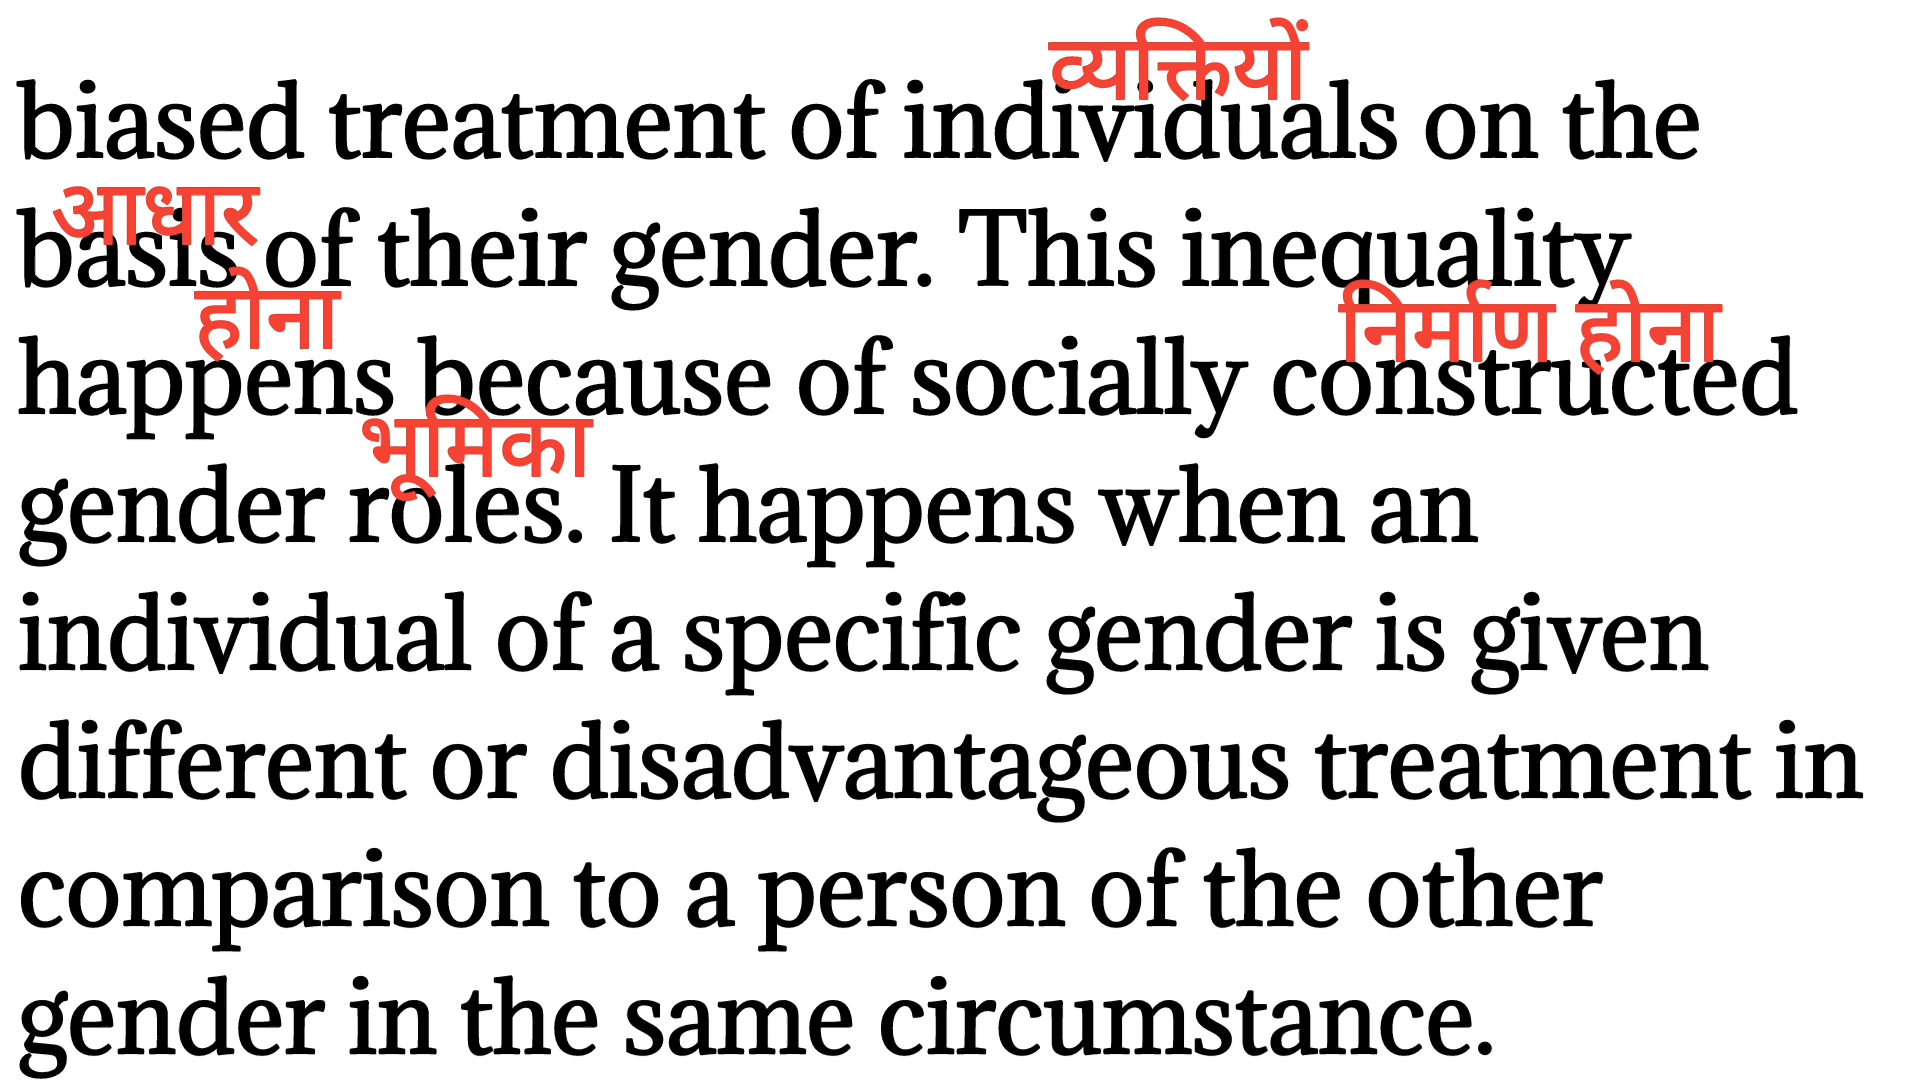 व्यक्तियों
biased treatment of individuals on the
आधार
basis of their gender. This inequality
होना निर्माण होना
happens because of socially constructed
भूमिका
gender roles. It happens when an
individual of a specific gender is given
different or disadvantageous treatment in
comparison to a person of the other
gender in the same circumstance.